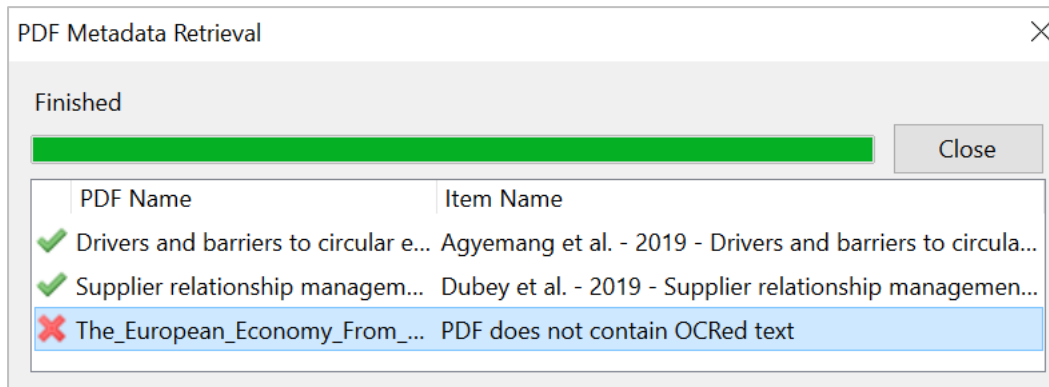 PDF Metadata Retrieval
Finished
Close
PDF Name Item Name
Drivers and barriers to circular e... Agyemang et al. - 2019 - Drivers and barriers to circula...
Supplier relationship managem... Dubey et al. - 2019 - Supplier relationship managemen...
The_European_Economy_From_... PDF does not contain OCRed text